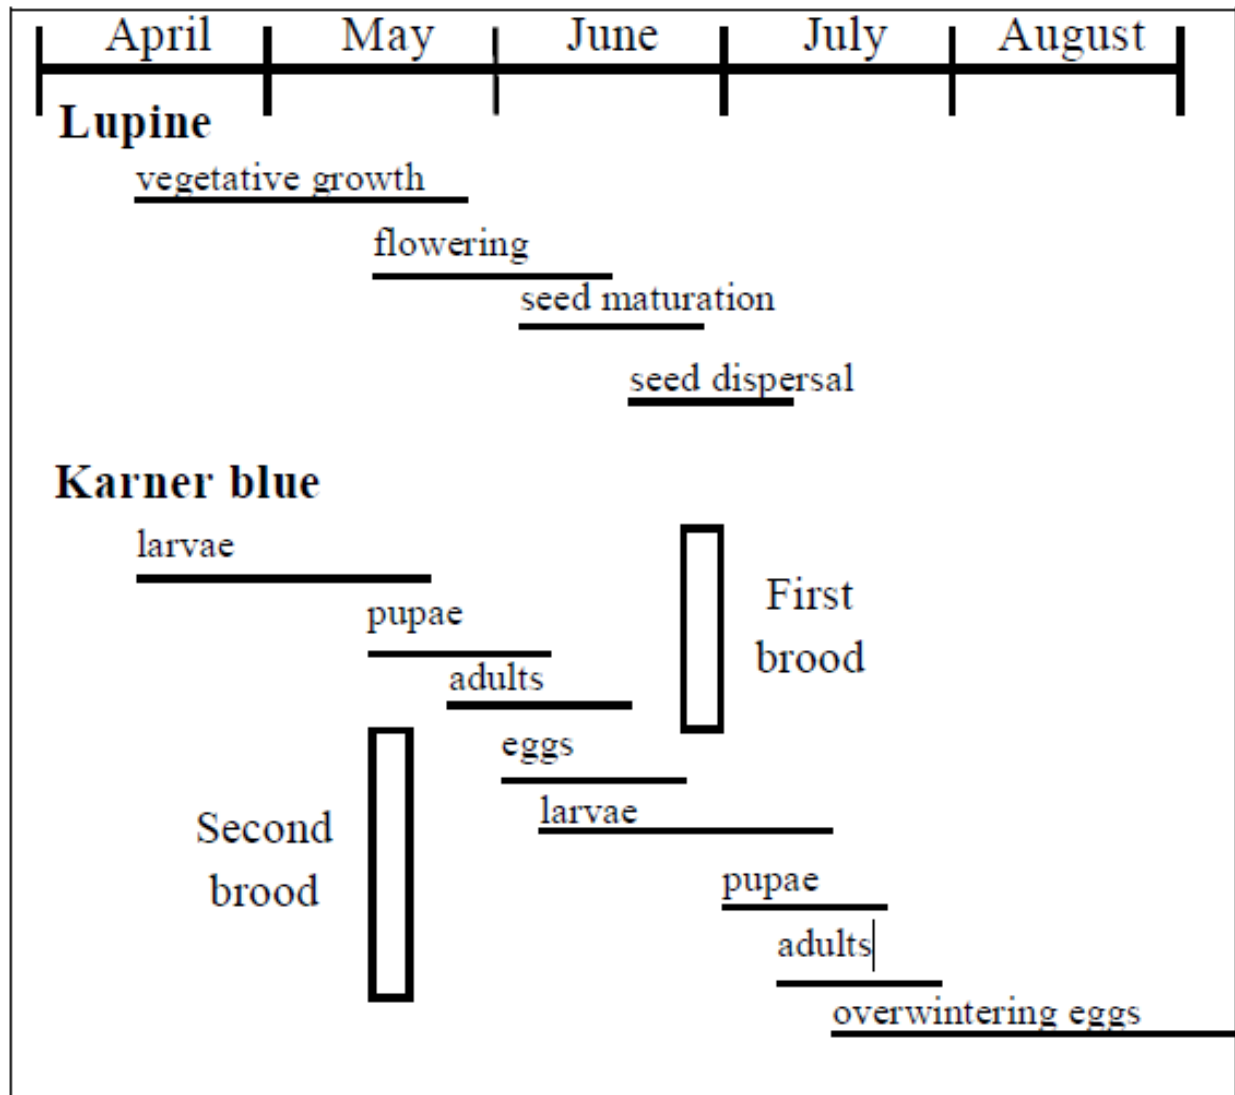 April May June July August
Lupine
vegetative growth
flowering
seed maturation
seed dispersal
Karner blue
larvae
pupae
adults
First
brood
eggs
larvae
Second
brood
pupae
adults
overwintering eggs